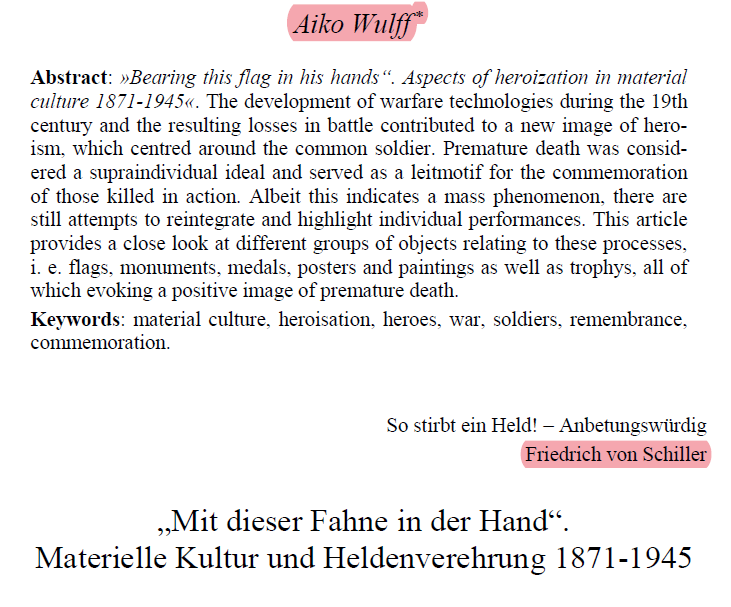 Aiko Wulff*
Abstract: »Bearing this flag in his hands“. Aspects of heroization in material
culture 1871-1945«. The development of warfare technologies during the 19th
century and the resulting losses in battle contributed to a new image of hero-
ism, which centred around the common soldier. Premature death was consid-
ered a supraindividual ideal and served as a leitmotif for the commemoration
of those killed in action. Albeit this indicates a mass phenomenon, there are
still attempts to reintegrate and highlight individual performances. This article
provides a close look at different groups of objects relating to these processes,
i. e. flags, monuments, medals, posters and paintings as well as trophys, all of
which evoking a positive image of premature death.
Keywords: material culture, heroisation, heroes, war, soldiers, remembrance,
commemoration.
So stirbt ein Held! – Anbetungswürdig
Friedrich von Schiller
„Mit dieser Fahne in der Hand“.
Materielle Kultur und Heldenverehrung 1871-1945